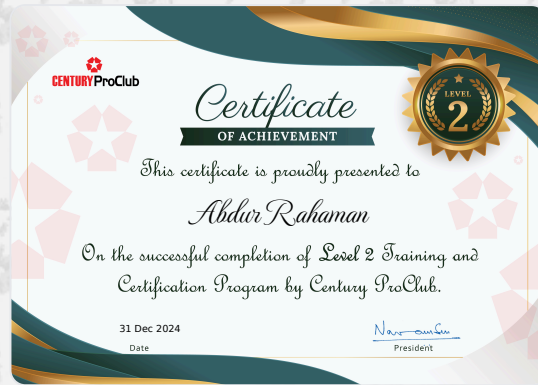 CENTURY ProClub
Certificate
OF ACHIEVEMENT
LEVEL
2
This certificate is proudly presented to
Abdur Rahaman
On the successful completion of Level 2 Training and
Certification Program by Century ProClub.
31 Dec 2024
Date
President